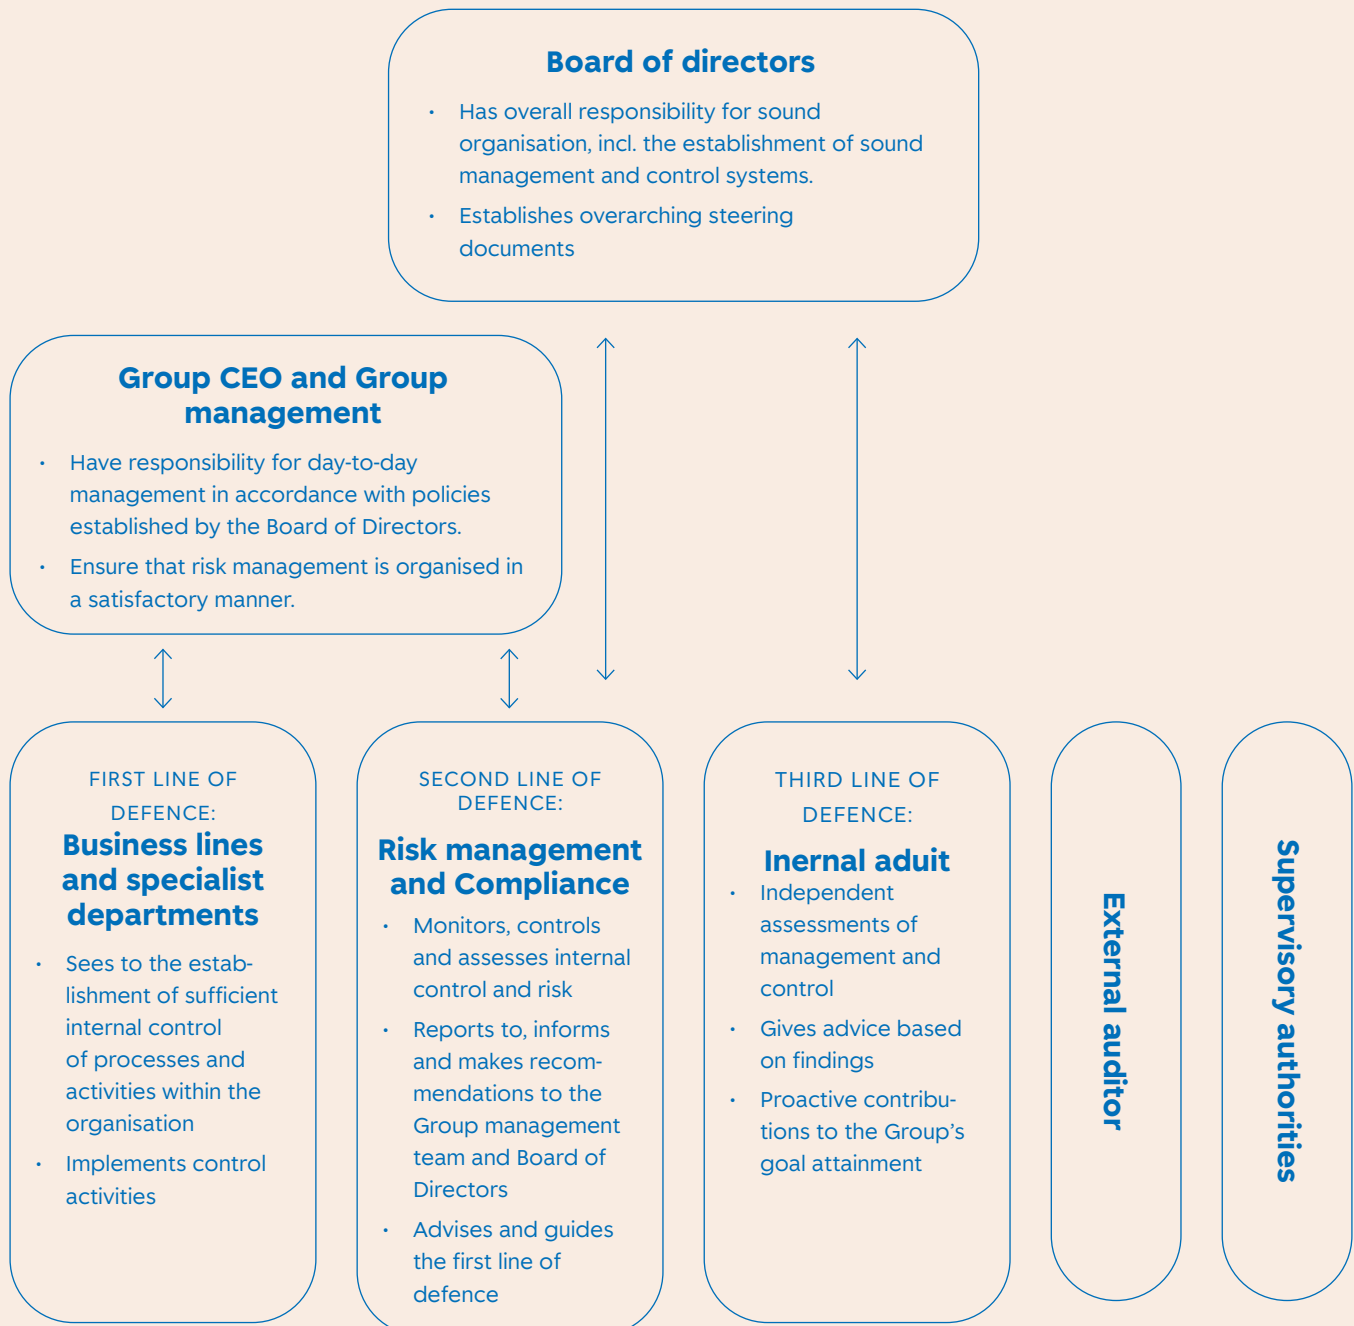 Board of directors
• Has overall responsibility for sound
organisation, incl. the establishment of sound
management and control systems.
• Establishes overarching steering
documents
Group CEO and Group
management
• Have responsibility for day-to-day
management in accordance with policies
established by the Board of Directors.
• Ensure that risk management is organised in
a satisfactory manner.
FIRST LINE OF
DEFENCE:
Business lines
and specialist
departments
• Sees to the estab-
lishment of sufficient
internal control
of processes and
activities within the
organisation
• Implements control
activities
SECOND LINE OF
DEFENCE:
Risk management
and Compliance
• Monitors, controls
and assesses internal
control and risk
• Reports to, informs
and makes recom-
mendations to the
Group management
team and Board of
Directors
• Advises and guides
the first line of
defence
THIRD LINE OF
DEFENCE:
Inernal aduit
• Independent
assessments of
management and
control
• Gives advice based
on findings
• Proactive contribu-
tions to the Group’s
goal attainment
External auditor
Supervisory authorities